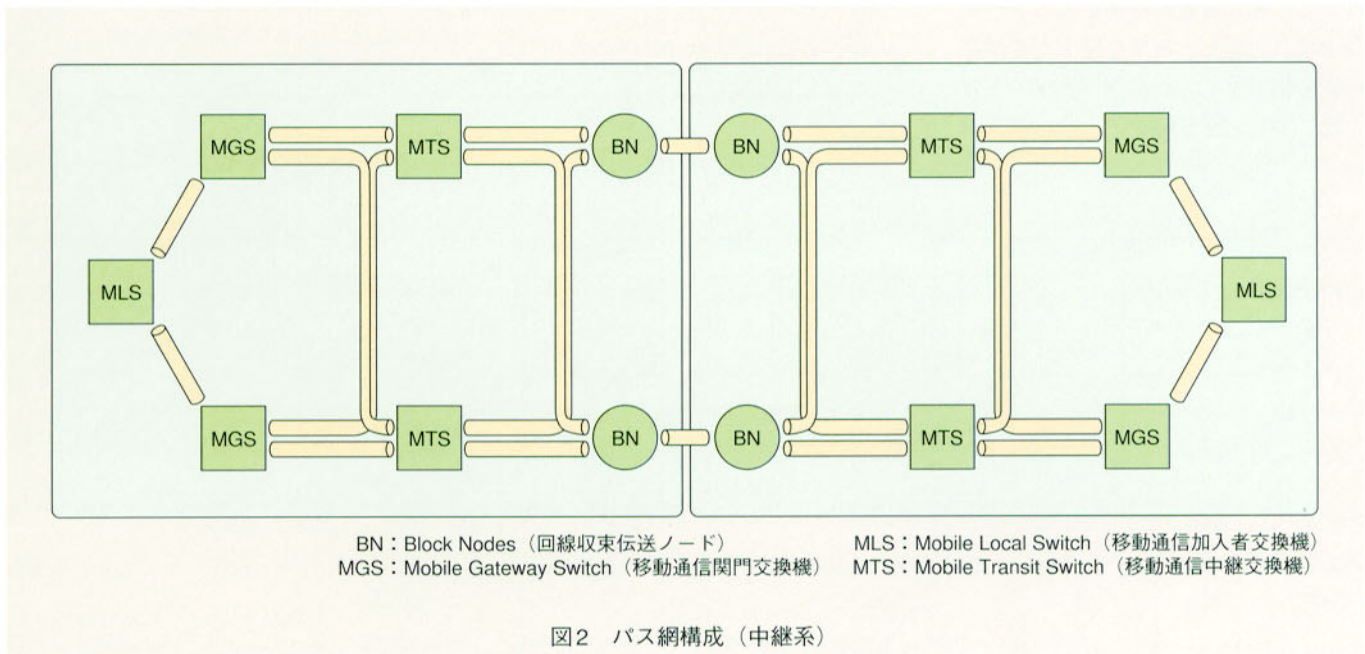 MGS MTS BN BN MTS MGS
MLS MLS
MGS MTS BN BN MTS MGS
BN：Block Nodes（回線収束伝送ノード） MLS：Mobile Local Switch（移動通信加入者交換機）
MGS：Mobile Gateway Switch（移動通信関門交換機） MTS：Mobile Transit Switch（移動通信中継交換機）
図2 パス網構成（中継系）